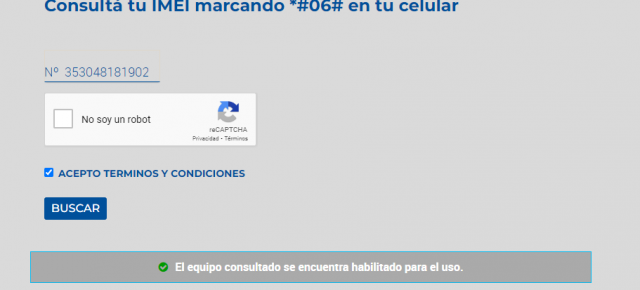 Consultá tu IMEI marcando *#06# en tu celular
Nº 353048181902
No soy un robot
reCAPTCHA
Privacidad - Términos
ACEPTO TERMINOS Y CONDICIONES
BUSCAR
El equipo consultado se encuentra habilitado para el uso.